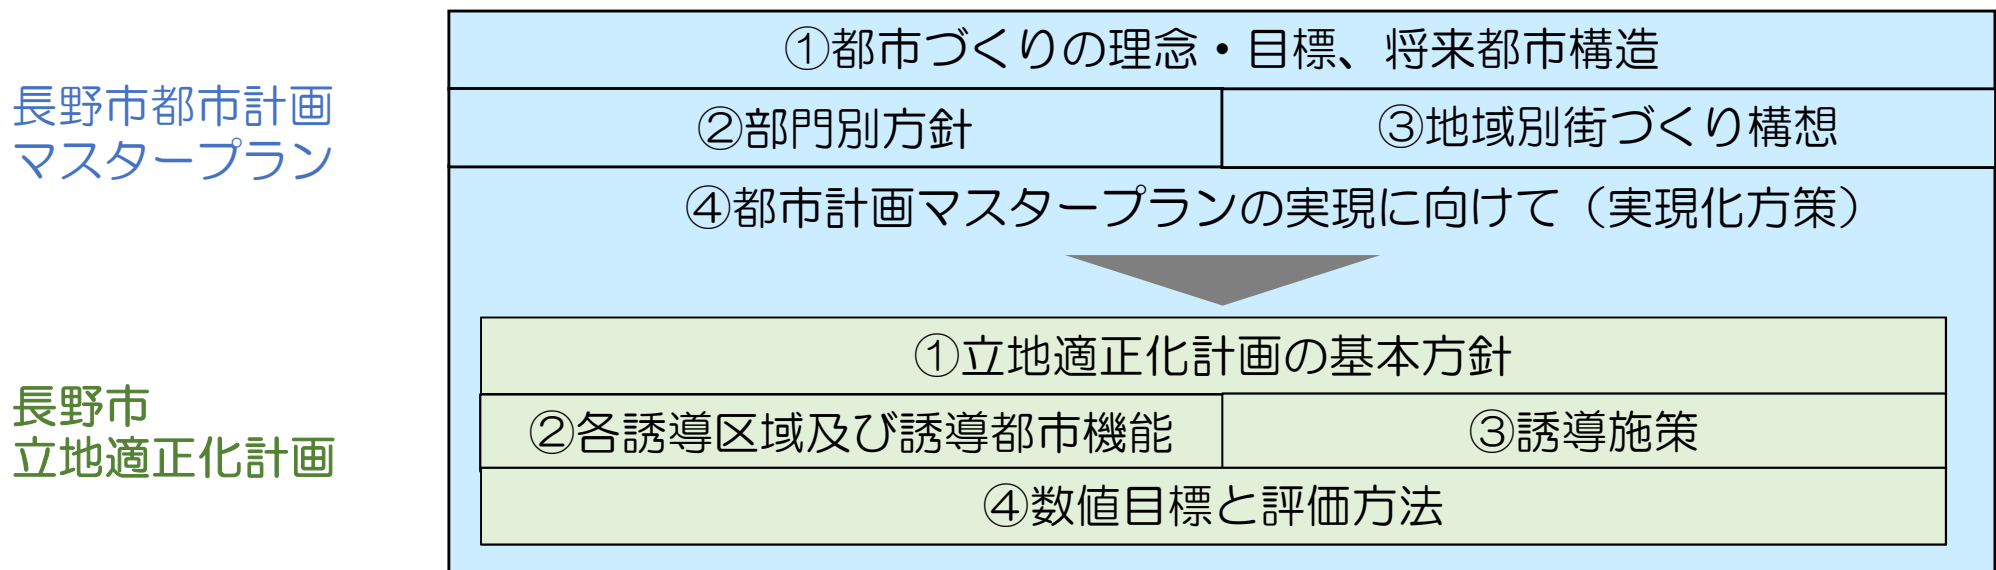 ①都市づくりの理念・目標、将来都市構造
長野市都市計画
マスタープラン
②部門別方針
③地域別街づくり構想
④都市計画マスタープランの実現に向けて（実現化方策）
①立地適正化計画の基本方針
長野市
立地適正化計画
②各誘導区域及び誘導都市機能
③誘導施策
④数値目標と評価方法